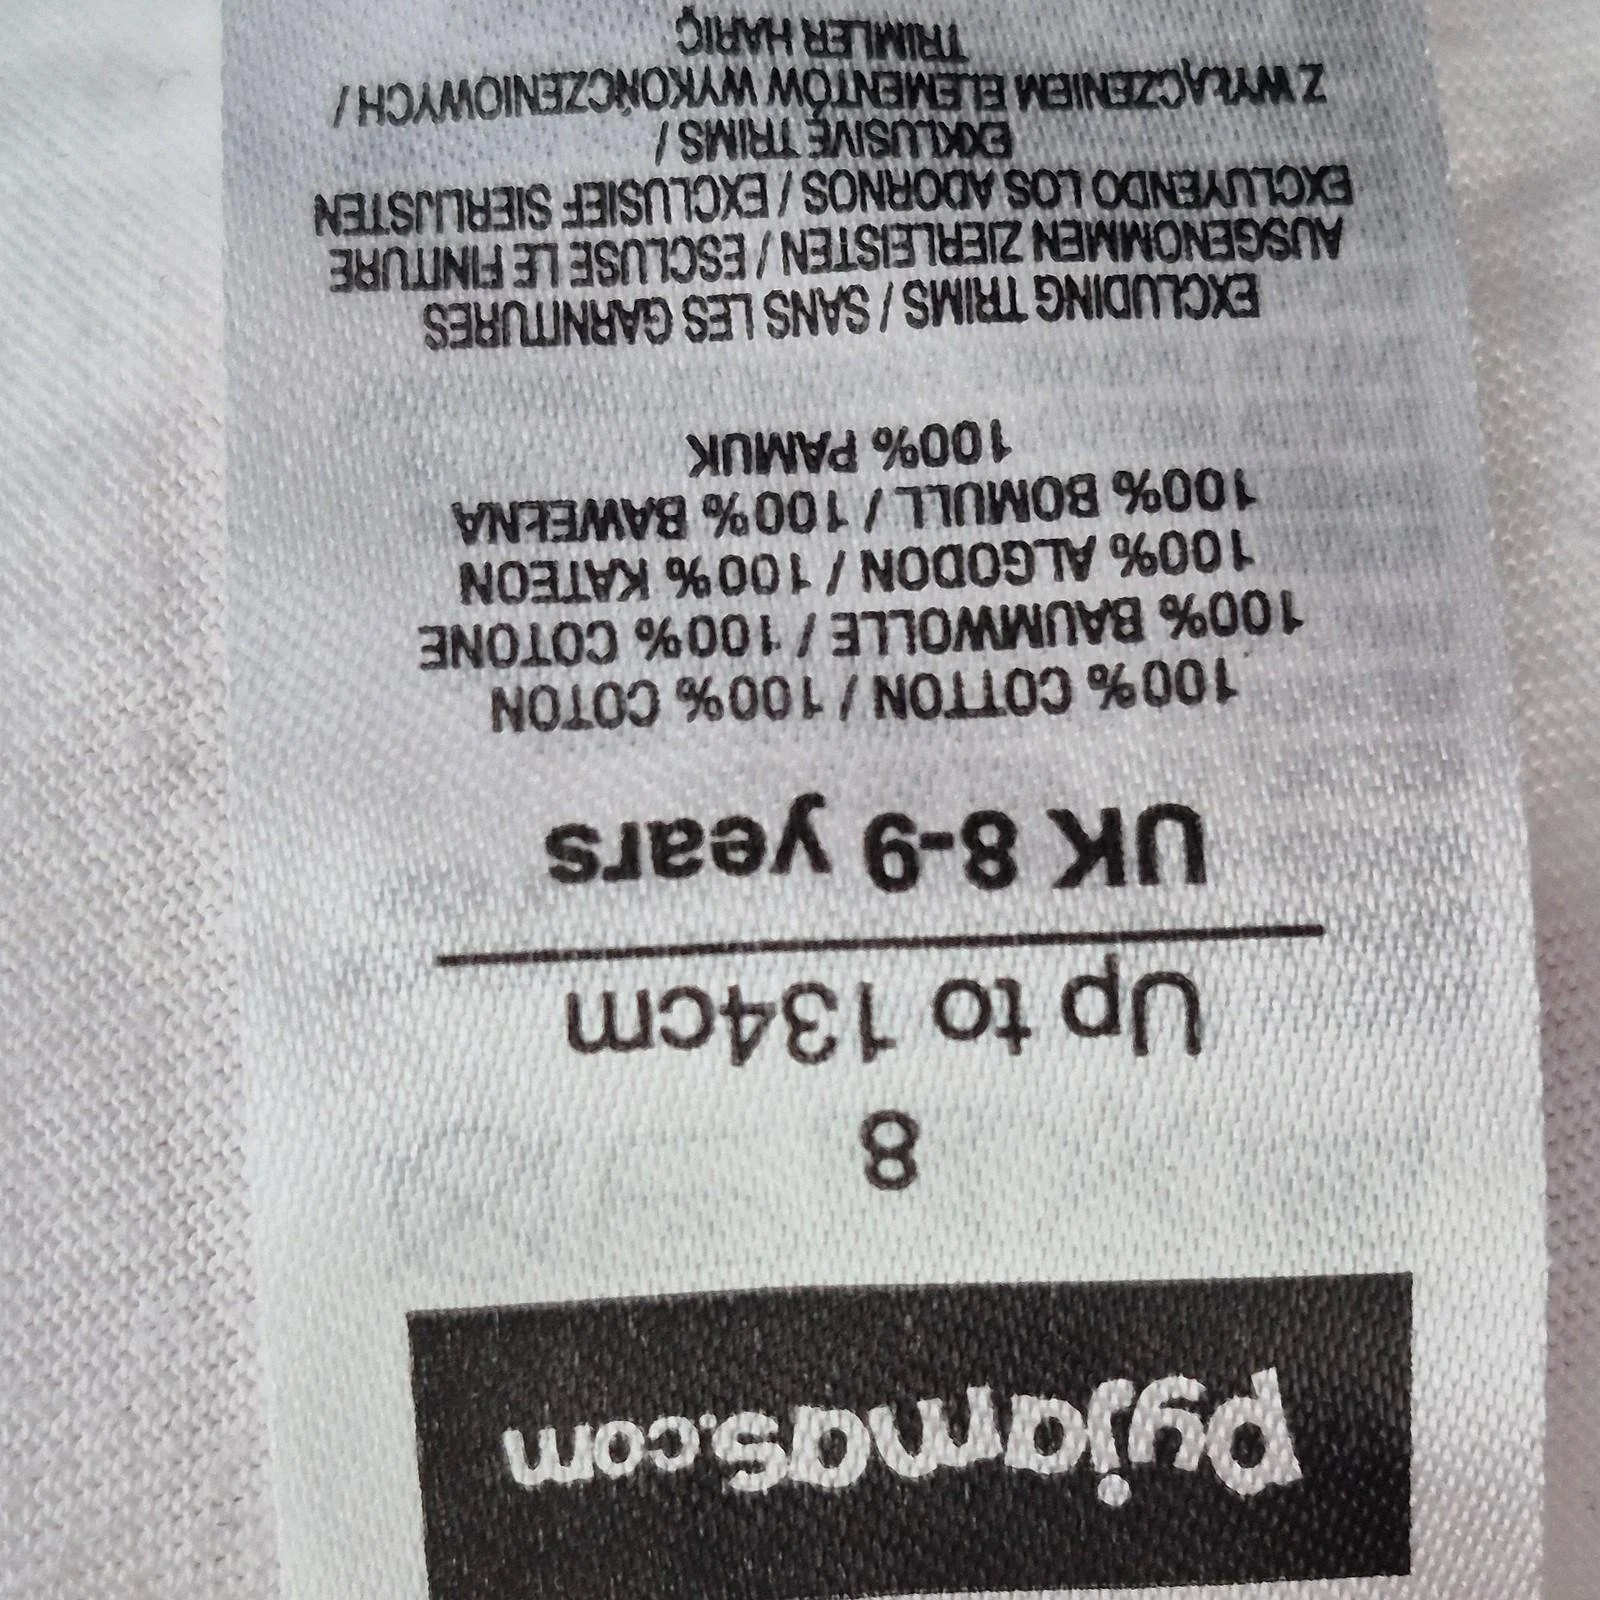 pyjamas.com
8
Up to 134cm
UK 8-9 years
100% COTTON / 100% COTON
100% BAUMWOLLE / 100% COTONE
100% ALGODON / 100% KATEON
100% BOMULL / 100% BAWEŁNA
100% PAMUK
EXCLUDING TRIMS / SANS LES GARNITURES
AUSGENOMMEN ZIERLEISTEN / ESCLUSE LE FINITURE
EXCLUYENDO LOS ADORNOS / EXCLUSIEF SIERLIJSTEN
EXKLUSIVE TRIMS /
Z WYŁĄCZENIEM ELEMENTÓW WYKOŃCZENIOWYCH /
TRIMLER HARIÇ